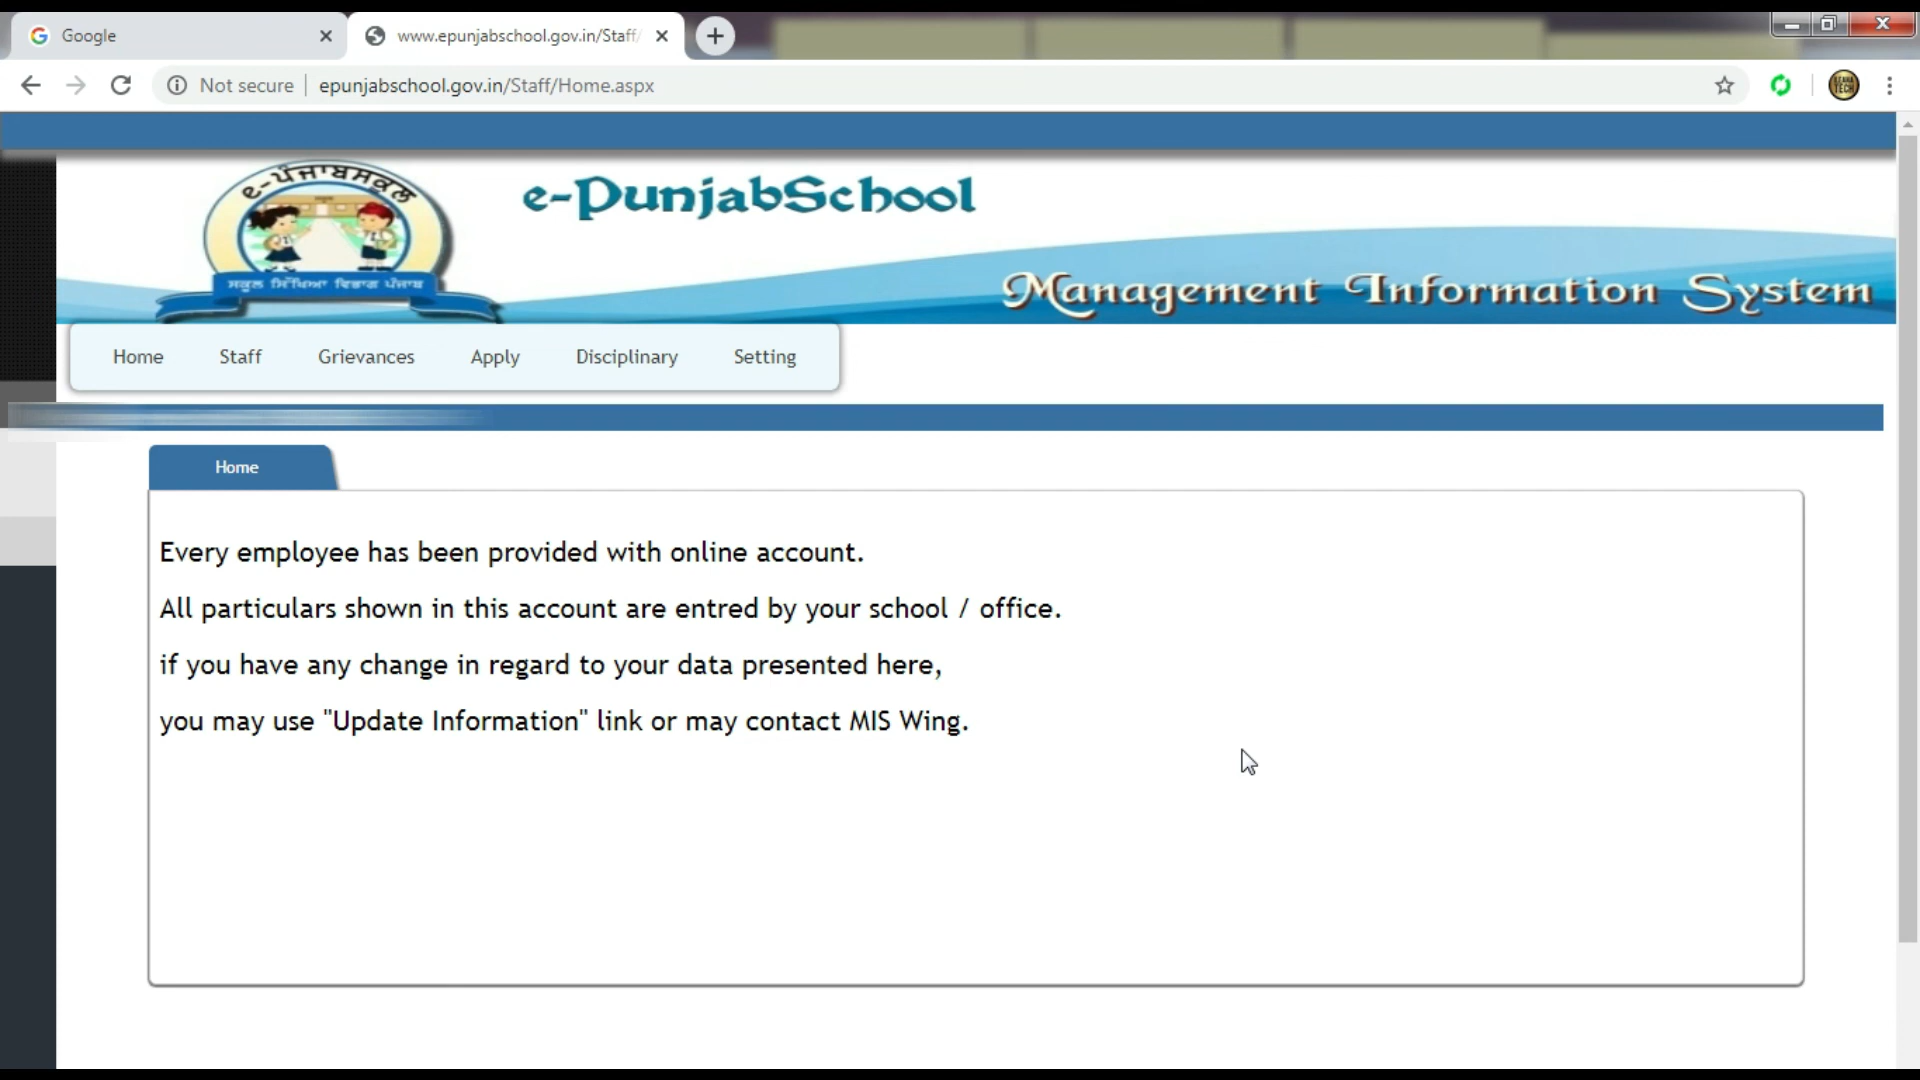 Google
www.epunjabschool.gov.in/Staff/
Not secure
epunjabschool.gov.in/Staff/Home.aspx
e-ਪੰਜਾਬਸਕੂਲ
ਸਕੂਲ ਸਿੱਖਿਆ ਵਿਭਾਗ ਪੰਜਾਬ
e-PunjabSchool
Management Information System
Home Staff Grievances Apply Disciplinary Setting
Home
Every employee has been provided with online account.
All particulars shown in this account are entred by your school / office.
if you have any change in regard to your data presented here,
you may use "Update Information" link or may contact MIS Wing.